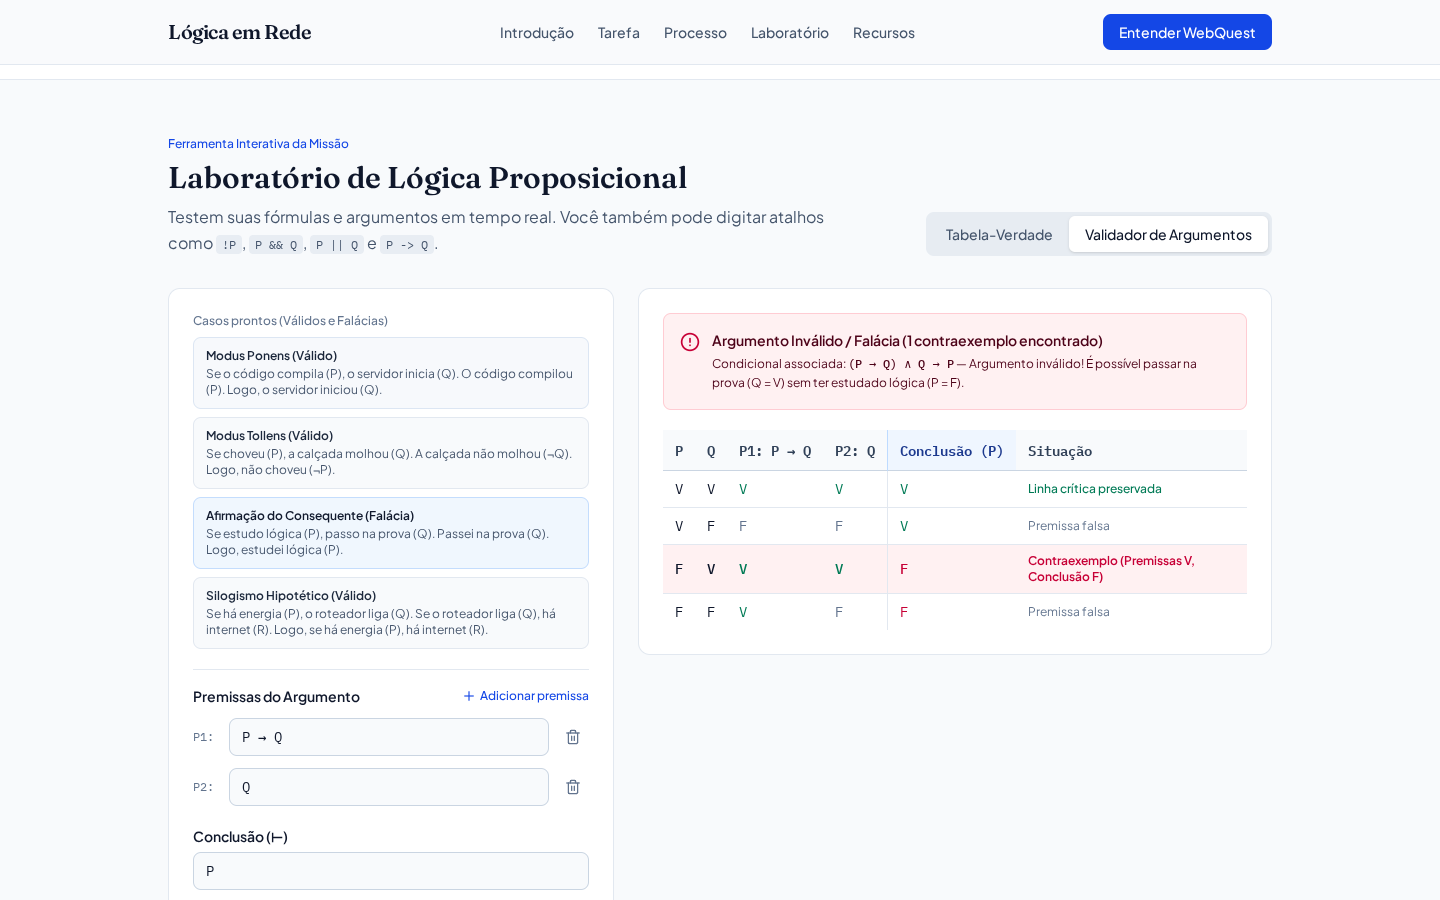 Lógica em Rede
Introdução
Tarefa
Processo
Laboratório
Recursos
Entender WebQuest
Ferramenta Interativa da Missão
Laboratório de Lógica Proposicional
Testem suas fórmulas e argumentos em tempo real. Você também pode digitar atalhos
como !P, P && Q, P || Q e P -> Q.
Tabela-Verdade
Validador de Argumentos
Casos prontos (Válidos e Falácias)
Modus Ponens (Válido)
Se o código compila (P), o servidor inicia (Q). O código compilou
(P). Logo, o servidor iniciou (Q).
Modus Tollens (Válido)
Se choveu (P), a calçada molhou (Q). A calçada não molhou (¬Q).
Logo, não choveu (¬P).
Afirmação do Consequente (Falácia)
Se estudo lógica (P), passo na prova (Q). Passei na prova (Q).
Logo, estudei lógica (P).
Silogismo Hipotético (Válido)
Se há energia (P), o roteador liga (Q). Se o roteador liga (Q), há
internet (R). Logo, se há energia (P), há internet (R).
Premissas do Argumento
Adicionar premissa
P1: P → Q
P2: Q
Conclusão (⊢)
P
Argumento Inválido / Falácia (1 contraexemplo encontrado)
Condicional associada: (P → Q) ∧ Q → P — Argumento inválido! É possível passar na
prova (Q = V) sem ter estudado lógica (P = F).
P Q P1: P → Q P2: Q Conclusão (P) Situação
V V V V V Linha crítica preservada
V F F F V Premissa falsa
F V V V F Contraexemplo (Premissas V,
Conclusão F)
F F V F F Premissa falsa